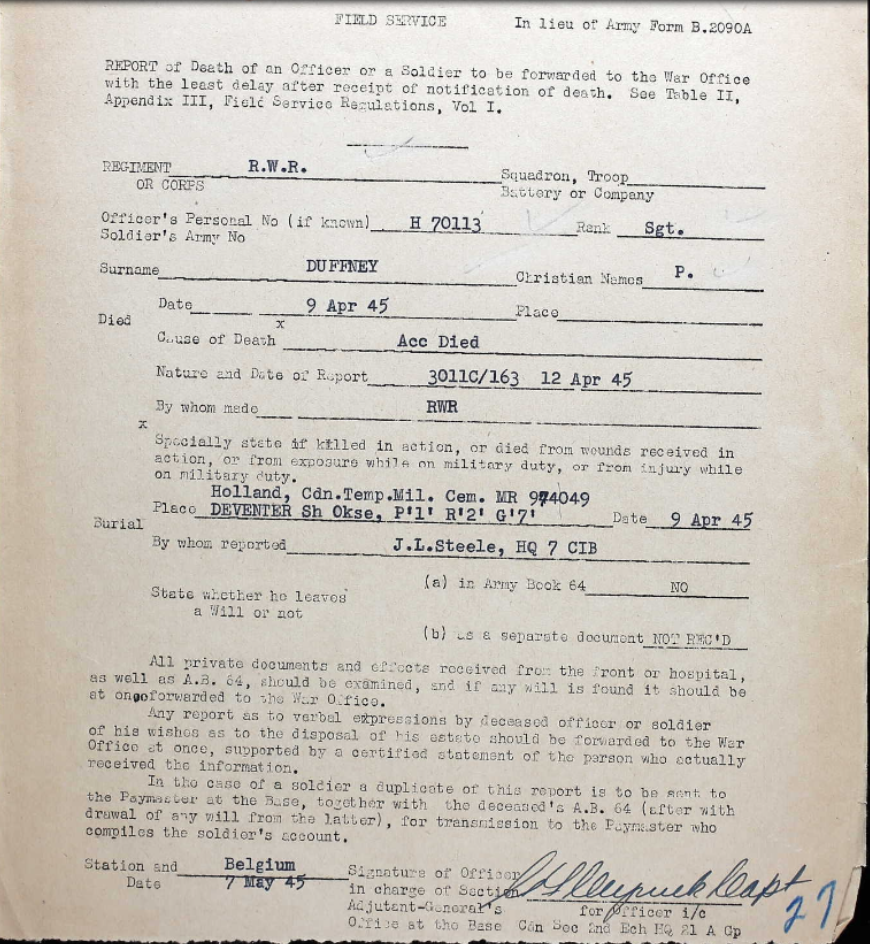 FIELD SERVICE In lieu of Army Form B.2090A
REPORT of Death of an Officer or a Soldier to be forwarded to the War Office
with the least delay after receipt of notification of death. See Table II,
Appendix III, Field Service Regulations, Vol I.
REGIMENT R.W.R. Squadron, Troop
OR CORPS Battery or Company
Officer's Personal No (if known) H 70113 Rank Sgt.
Soldier's Army No
Surname DUFFNEY Christian Names P.
Date 9 Apr 45 Place
Died x
Cause of Death Acc Died
Nature and Date of Report 3011C/163 12 Apr 45
By whom made RWR
x
Specially state if killed in action, or died from wounds received in
action, or from exposure while on military duty, or from injury while
on military duty.
Holland, Cdn.Temp.Mil. Cem. MR 974049
Place DEVENTER Sh Okse, P'1' R'2' G'7' Date 9 Apr 45
Burial
By whom reported J.L.Steele, HQ 7 CIB
(a) in Army Book 64 NO
State whether he leaves
a Will or not
(b) as a separate document NOT REC'D
All private documents and effects received from the front or hospital,
as well as A.B. 64, should be examined, and if any will is found it should be
at once forwarded to the War Office.
Any report as to verbal expressions by deceased officer or soldier
of his wishes as to the disposal of his estate should be forwarded to the War
Office at once, supported by a certified statement of the person who actually
received the information.
In the case of a soldier a duplicate of this report is to be sent to
the Paymaster at the Base, together with the deceased's A.B. 64 (after with
drawal of any will from the latter), for transmission to the Paymaster who
compiles the soldier's account.
Station and Belgium Signature of Officer
Date 7 May 45 in charge of Section Capt
Adjutant-General's for Officer i/c
Office at the Base Cdn Sec 2nd Ech HQ 21 A Gp
27